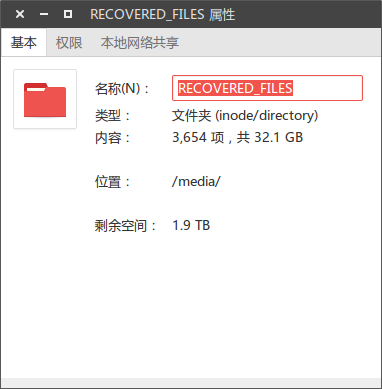 RECOVERED_FILES 属性
基本 权限 本地网络共享
名称(N)： RECOVERED_FILES
类型： 文件夹 (inode/directory)
内容： 3,654 项，共 32.1 GB
位置： /media/
剩余空间： 1.9 TB